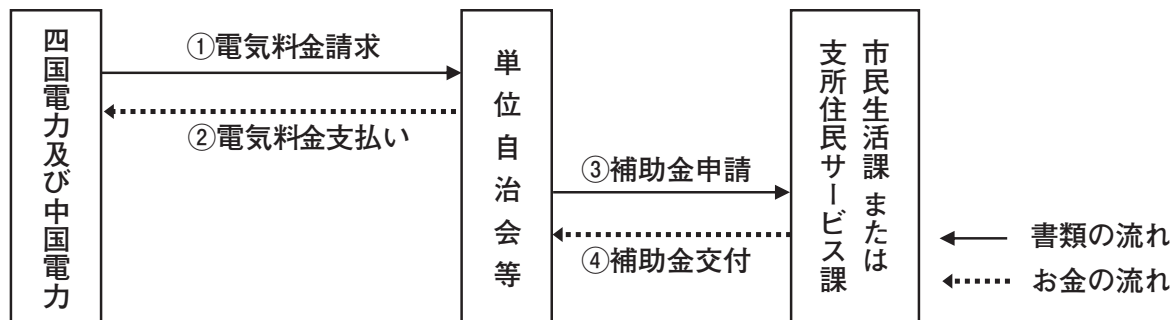 四国電力及び中国電力
①電気料金請求
②電気料金支払い
単位自治会等
③補助金申請
④補助金交付
市民生活課 または
支所住民サービス課
書類の流れ
お金の流れ